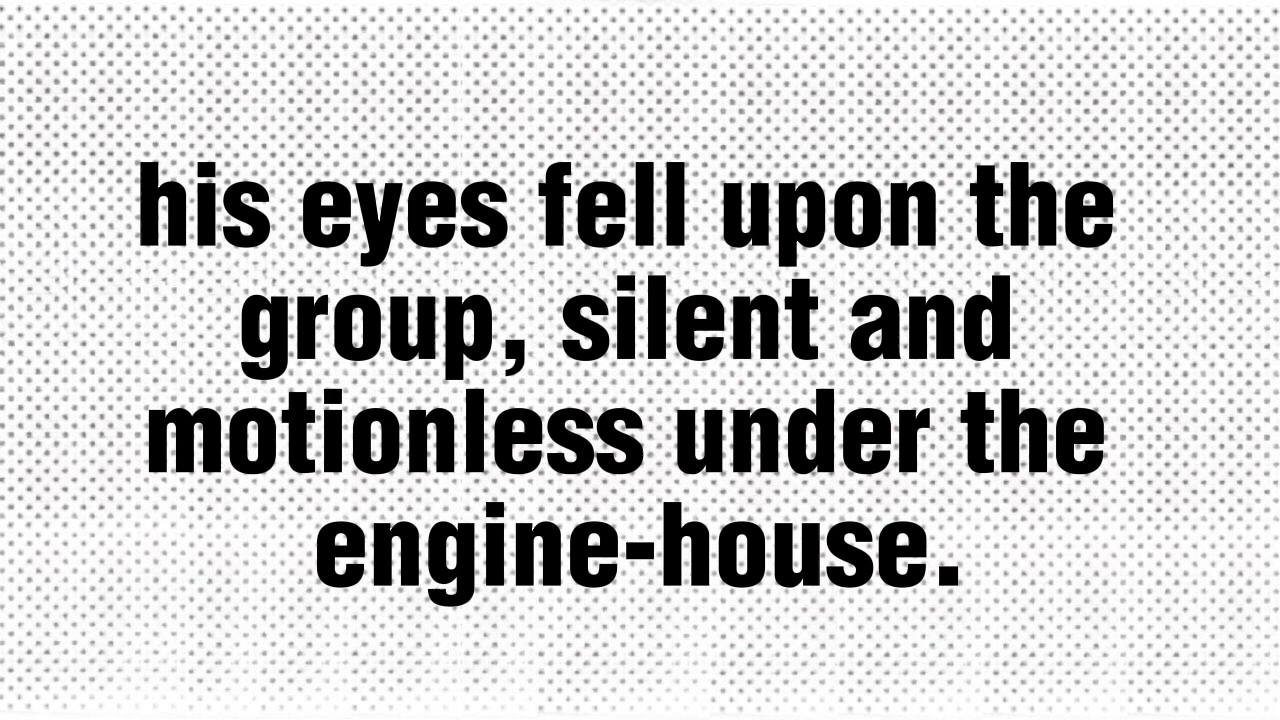 his eyes fell upon the
group, silent and
motionless under the
engine-house.